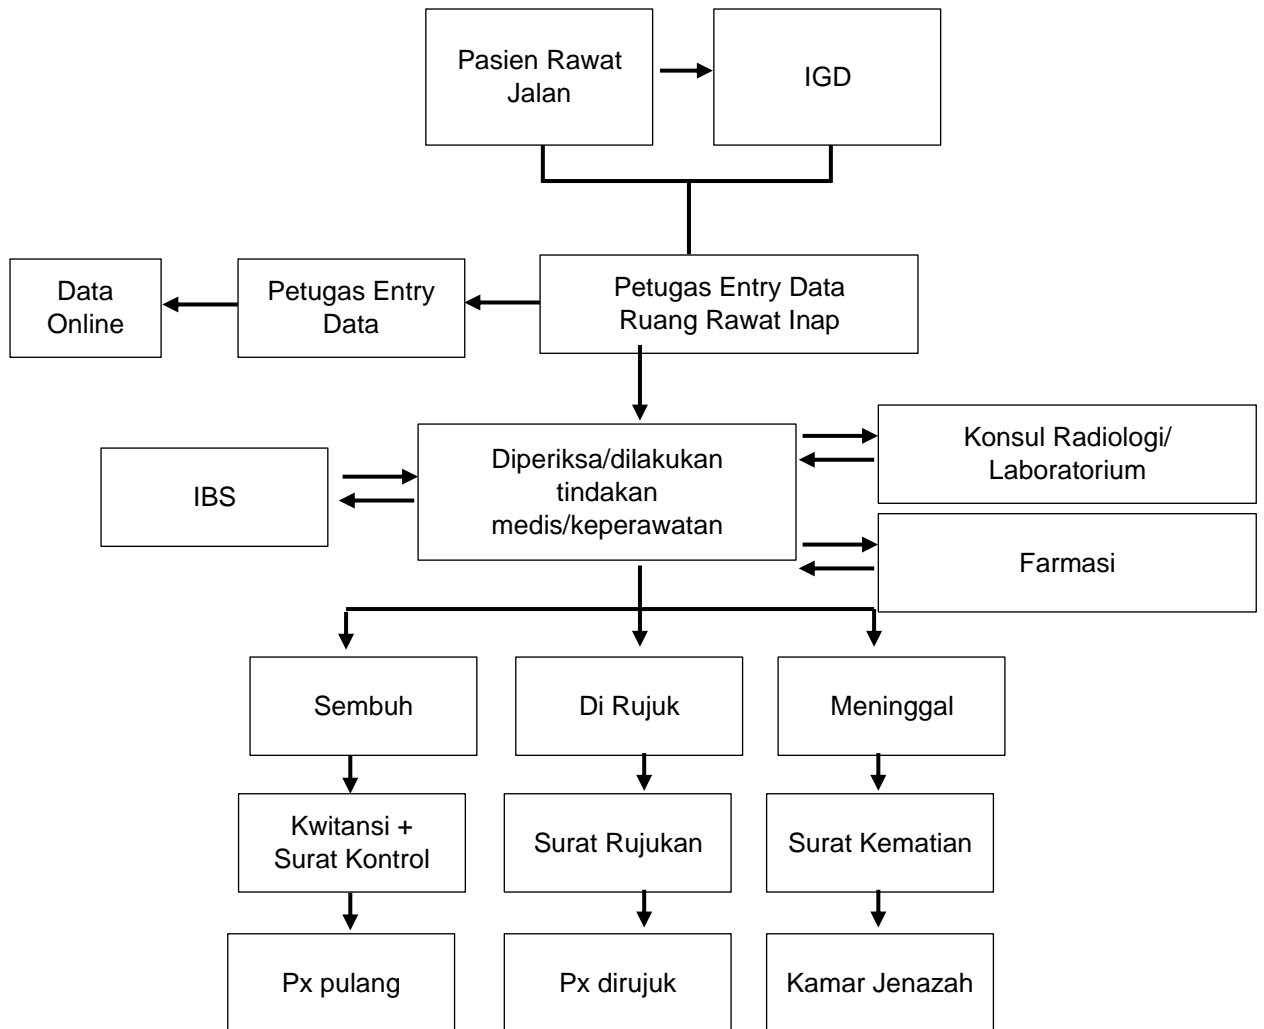 Pasien Rawat
Jalan
IGD
Data
Online
Petugas Entry
Data
Petugas Entry Data
Ruang Rawat Inap
IBS
Diperiksa/dilakukan
tindakan
medis/keperawatan
Konsul Radiologi/
Laboratorium
Farmasi
Sembuh
Di Rujuk
Meninggal
Kwitansi +
Surat Kontrol
Surat Rujukan
Surat Kematian
Px pulang
Px dirujuk
Kamar Jenazah